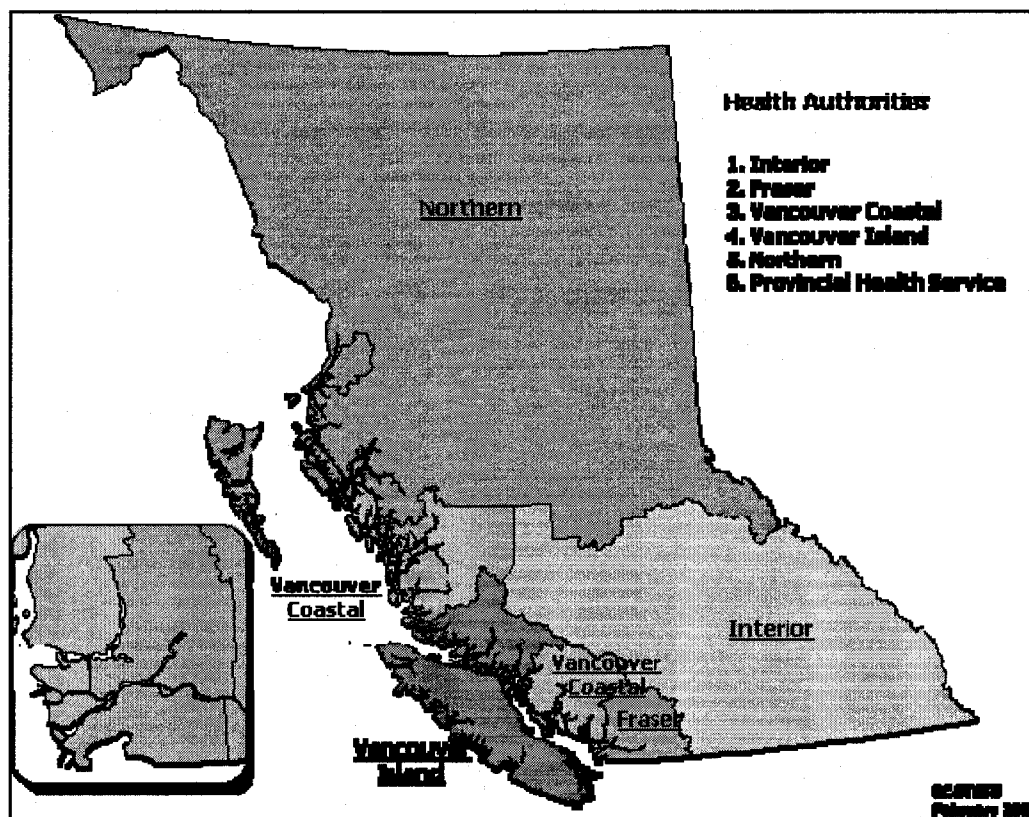 Health Authorities
1. Interior
2. Fraser
3. Vancouver Coastal
4. Vancouver Island
5. Northern
6. Provincial Health Service
Northern
Vancouver
Coastal
Interior
Vancouver
Coastal
Fraser
Vancouver
Island
February